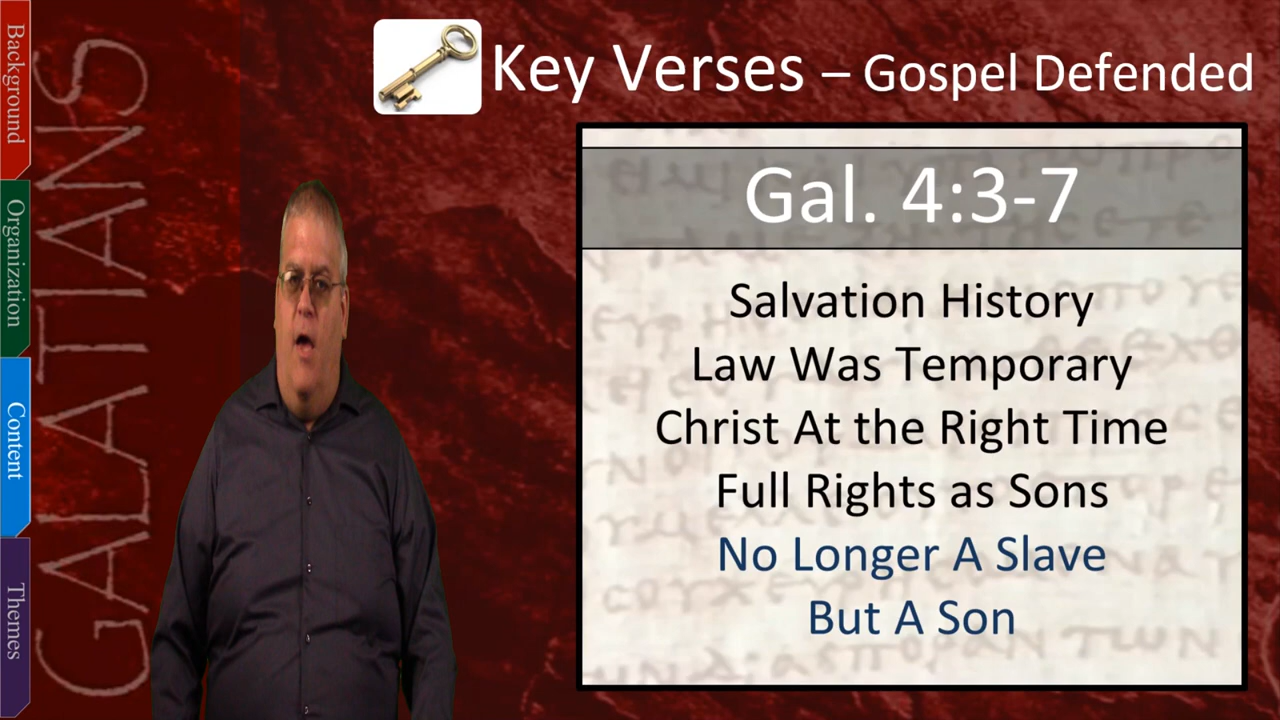 Background
Organization
Content
Themes
GALATIANS
Key Verses – Gospel Defended
Gal. 4:3-7
Salvation History
Law Was Temporary
Christ At the Right Time
Full Rights as Sons
No Longer A Slave
But A Son